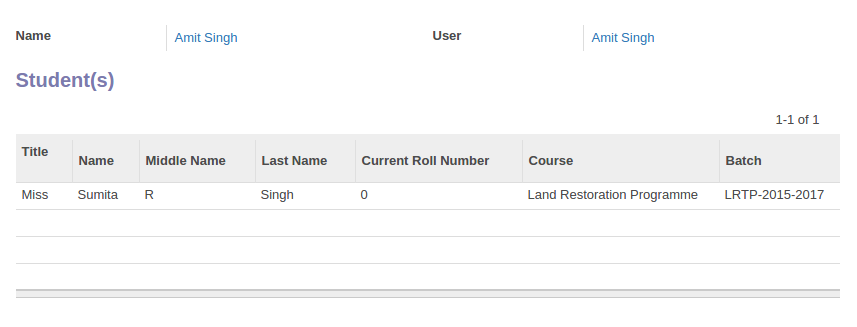 Name Amit Singh User Amit Singh
Student(s)
1-1 of 1
Title Name Middle Name Last Name Current Roll Number Course Batch
Miss Sumita R Singh 0 Land Restoration Programme LRTP-2015-2017